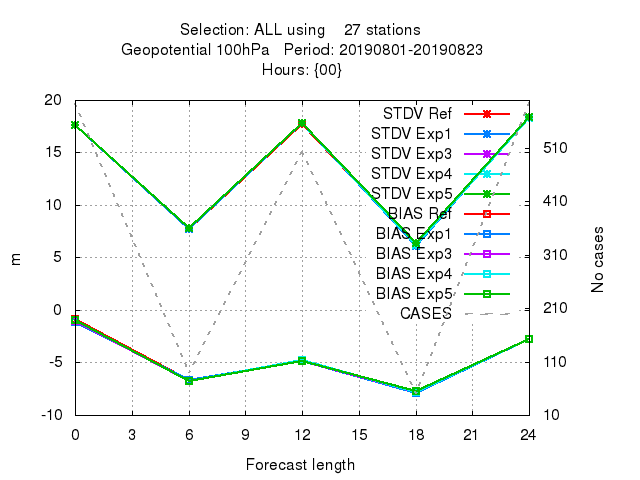 Selection: ALL using    27 stations
Geopotential 100hPa   Period: 20190801-20190823
Hours: {00}
STDV Ref
STDV Exp1
STDV Exp3
STDV Exp4
STDV Exp5
BIAS Ref
BIAS Exp1
BIAS Exp3
BIAS Exp4
BIAS Exp5
CASES
20
15
10
5
0
-5
-10
m
510
410
310
210
110
10
No cases
0 3 6 9 12 15 18 21 24
Forecast length